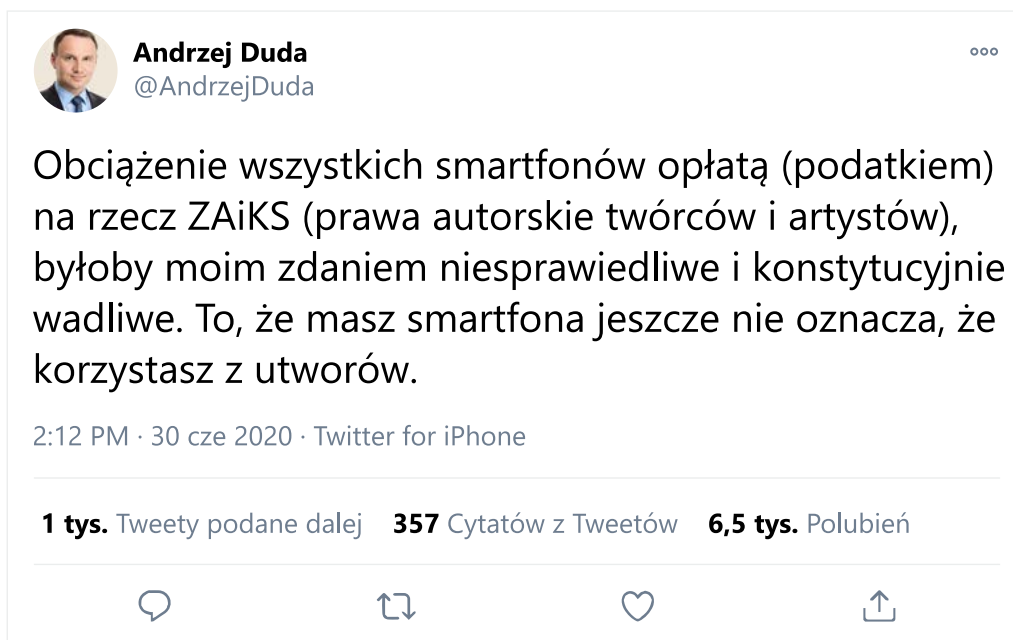 Andrzej Duda
@AndrzejDuda
Obciążenie wszystkich smartfonów opłatą (podatkiem)
na rzecz ZAiKS (prawa autorskie twórców i artystów),
byłoby moim zdaniem niesprawiedliwe i konstytucyjnie
wadliwe. To, że masz smartfona jeszcze nie oznacza, że
korzystasz z utworów.
2:12 PM · 30 cze 2020 · Twitter for iPhone
1 tys. Tweety podane dalej 357 Cytatów z Tweetów 6,5 tys. Polubień